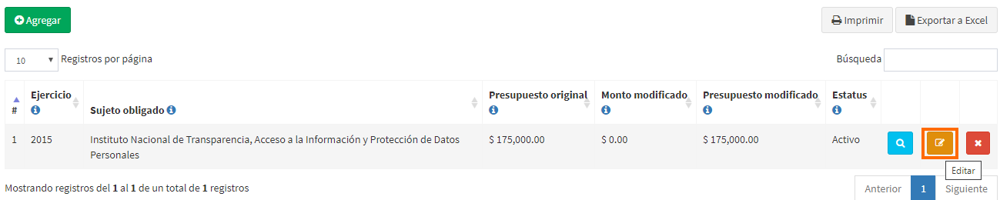 Agregar
Imprimir
Exportar a Excel
10
Registros por página
Búsqueda
#
Ejercicio
Sujeto obligado
Presupuesto original
Monto modificado
Presupuesto modificado
Estatus
1
2015
Instituto Nacional de Transparencia, Acceso a la Información y Protección de Datos
Personales
$ 175,000.00
$ 0.00
$ 175,000.00
Activo
Editar
Mostrando registros del 1 al 1 de un total de 1 registros
Anterior
1
Siguiente